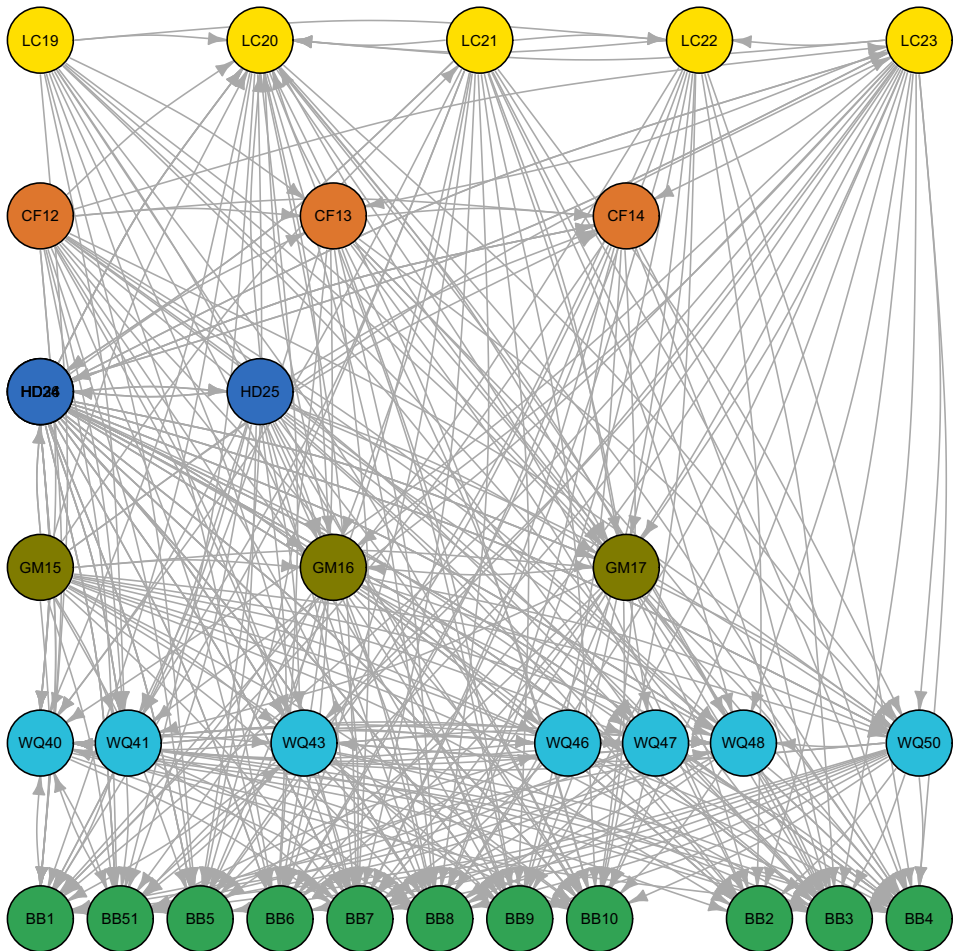 LC19 LC20 LC21 LC22 LC23
CF12 CF13 CF14
HD25
GM15 GM16 GM17
WQ40 WQ41 WQ43 WQ46 WQ47 WQ48 WQ50
BB1 BB51 BB5 BB6 BB7 BB8 BB9 BB10 BB2 BB3 BB4